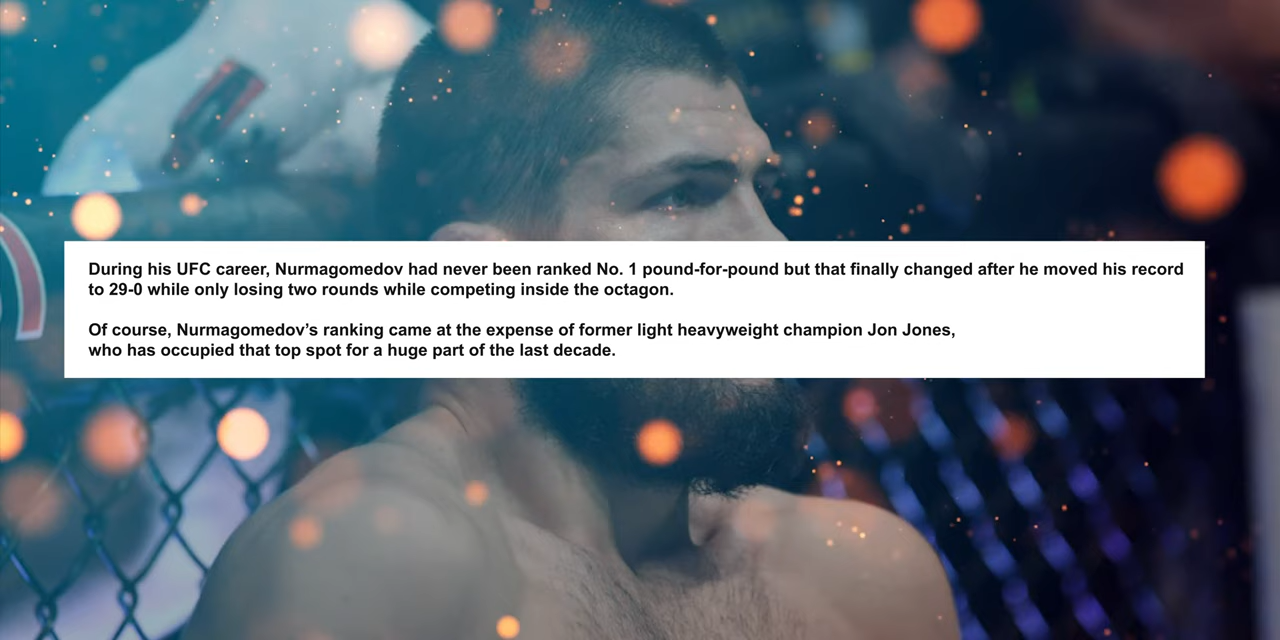 During his UFC career, Nurmagomedov had never been ranked No. 1 pound-for-pound but that finally changed after he moved his record
to 29-0 while only losing two rounds while competing inside the octagon.
Of course, Nurmagomedov’s ranking came at the expense of former light heavyweight champion Jon Jones,
who has occupied that top spot for a huge part of the last decade.